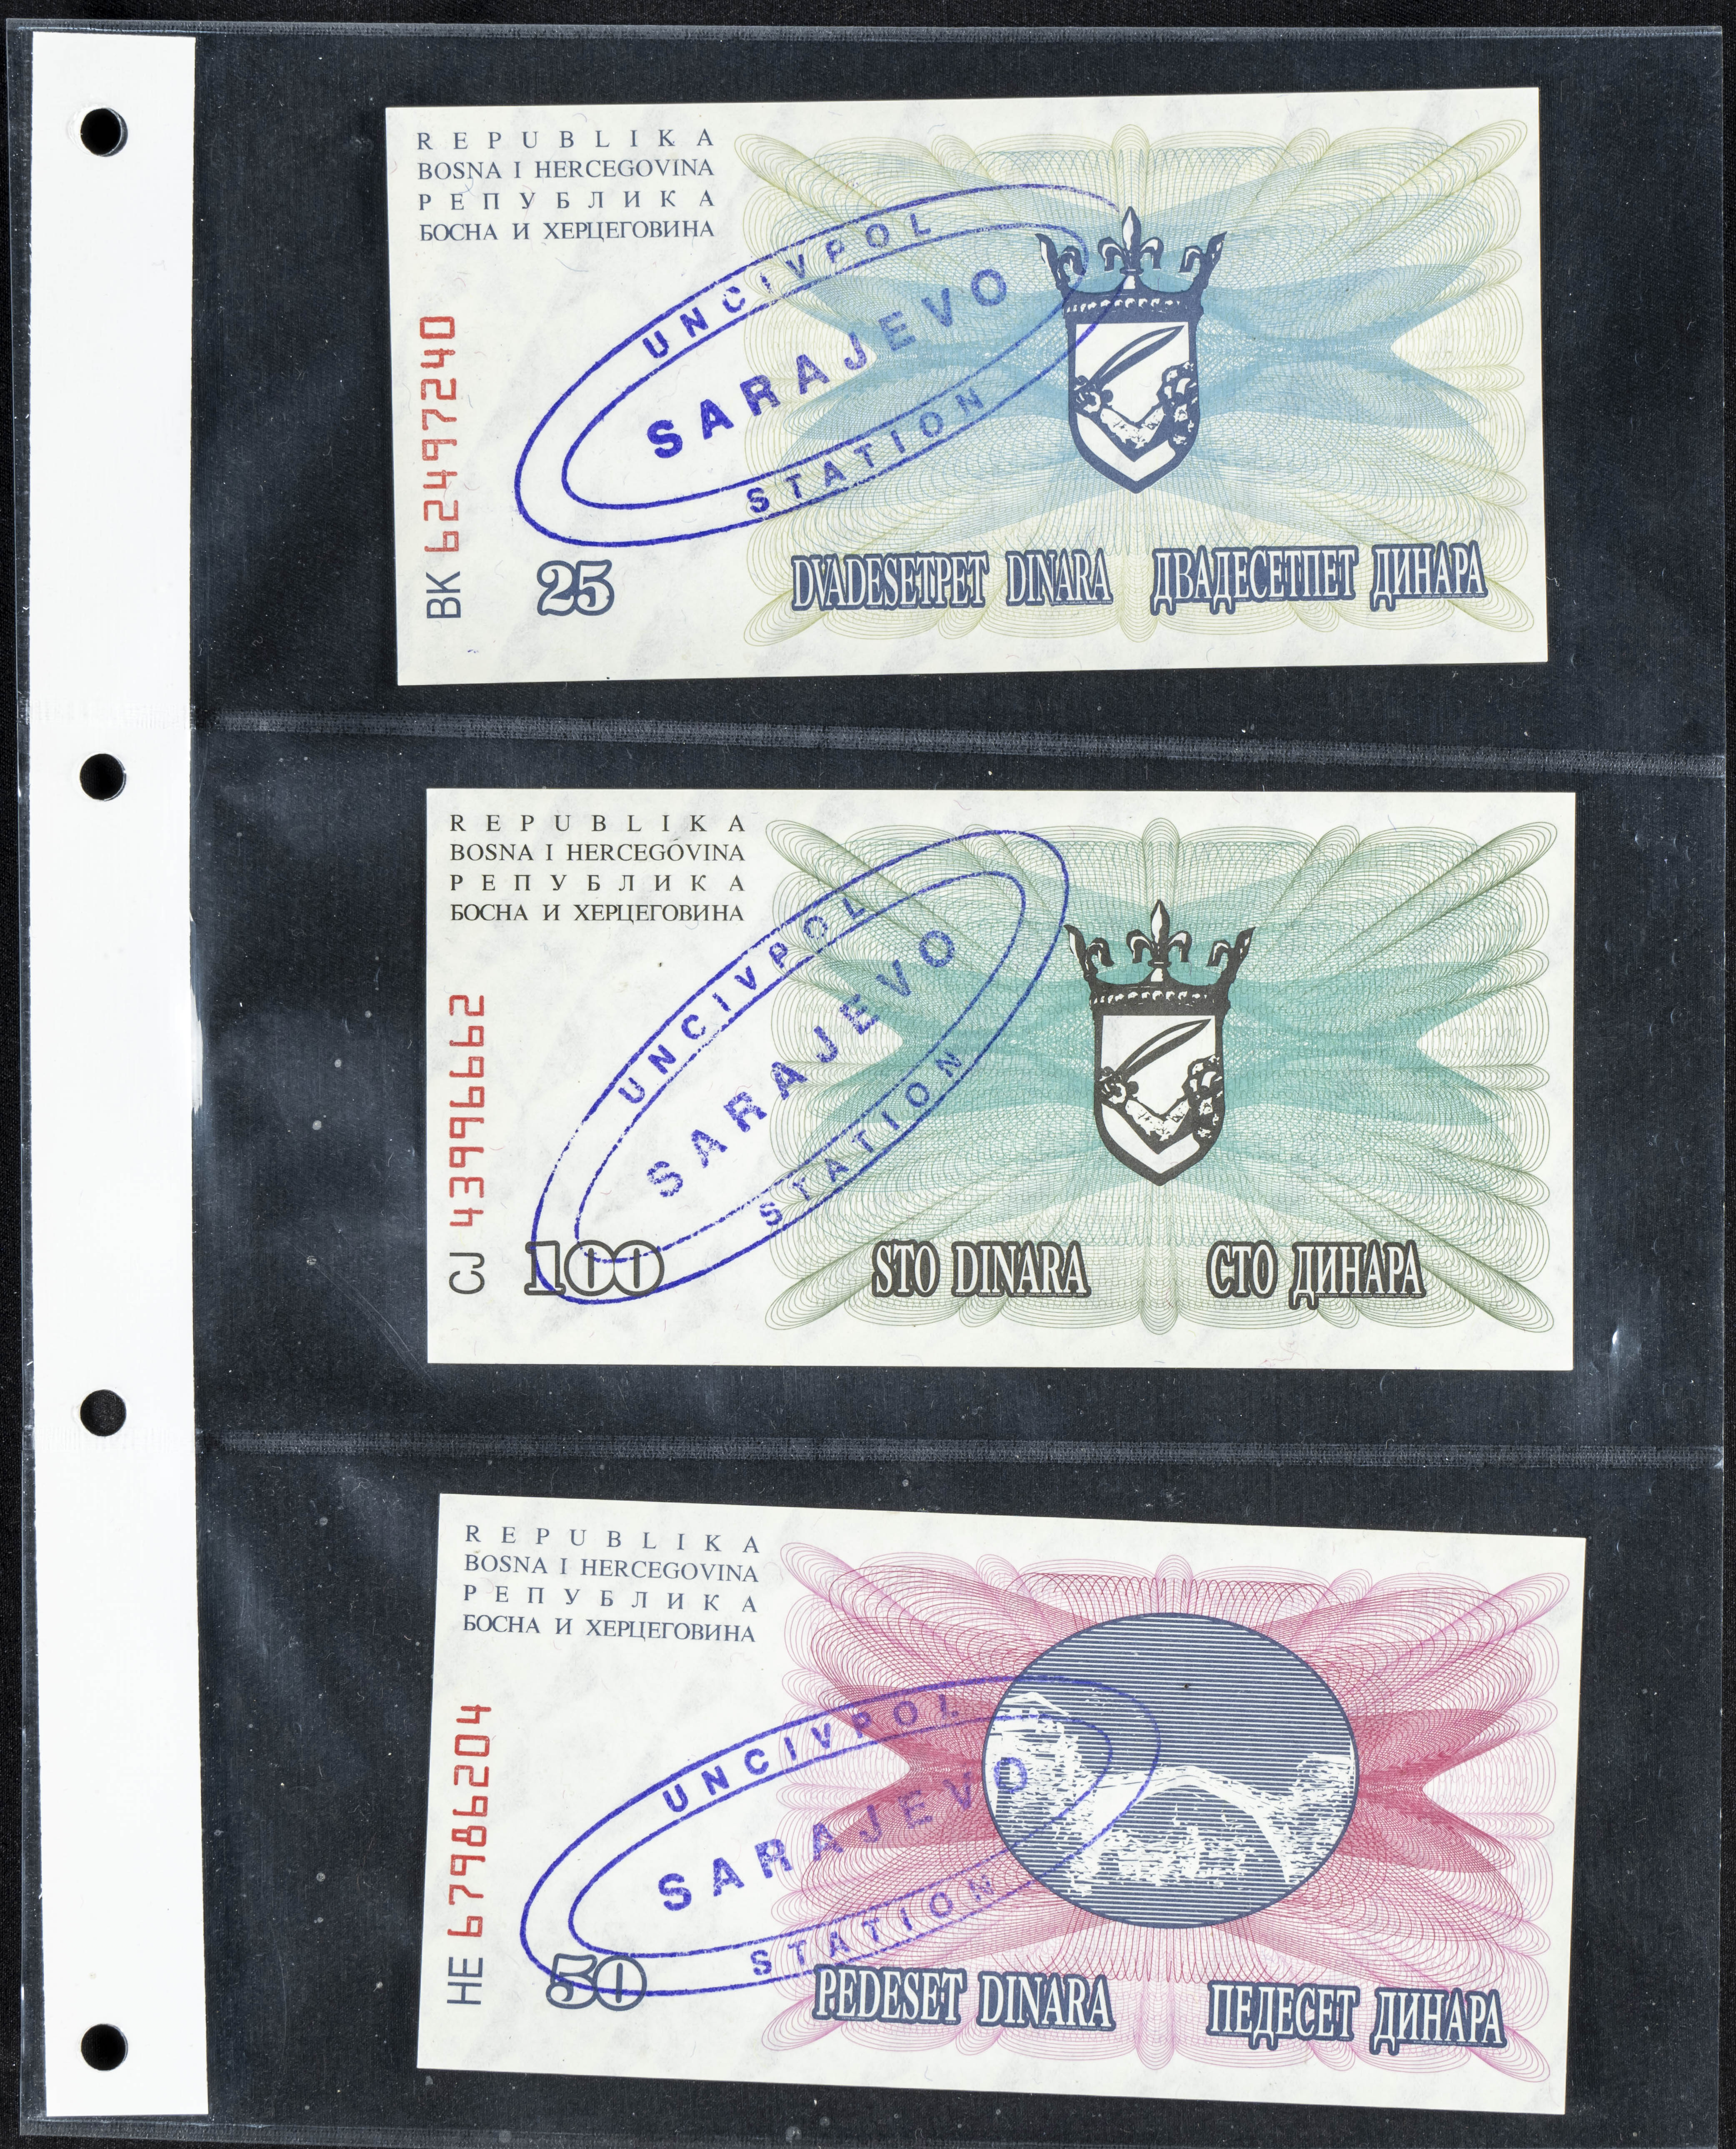 REPUBLIKA
BOSNA I HERCEGOVINA
РЕПУБЛИКА
БОСНА И ХЕРЦЕГОВИНА
UNCIVPOL
SARAJEVO
STATION
BK 62497240
25
DVADESETPET DINARA ДВАДЕСЕТПЕТ ДИНАРА
REPUBLIKA
BOSNA I HERCEGOVINA
РЕПУБЛИКА
БОСНА И ХЕРЦЕГОВИНА
UNCIVPOL
SARAJEVO
STATION
CJ 43996662
100
STO DINARA СТО ДИНАРА
REPUBLIKA
BOSNA I HERCEGOVINA
РЕПУБЛИКА
БОСНА И ХЕРЦЕГОВИНА
UNCIVPOL
SARAJEVO
STATION
HE 67986204
50
PEDESET DINARA ПЕДЕСЕТ ДИНАРА